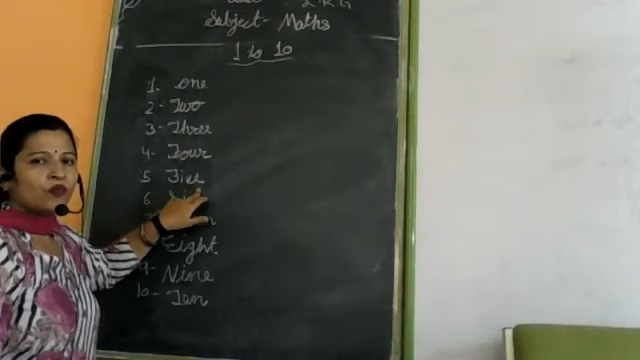 Subject- Maths
1 to 10
1. one
2- Two
3- Three
4- Four
5 Five
6
Eight
9- Nine
10- Ten